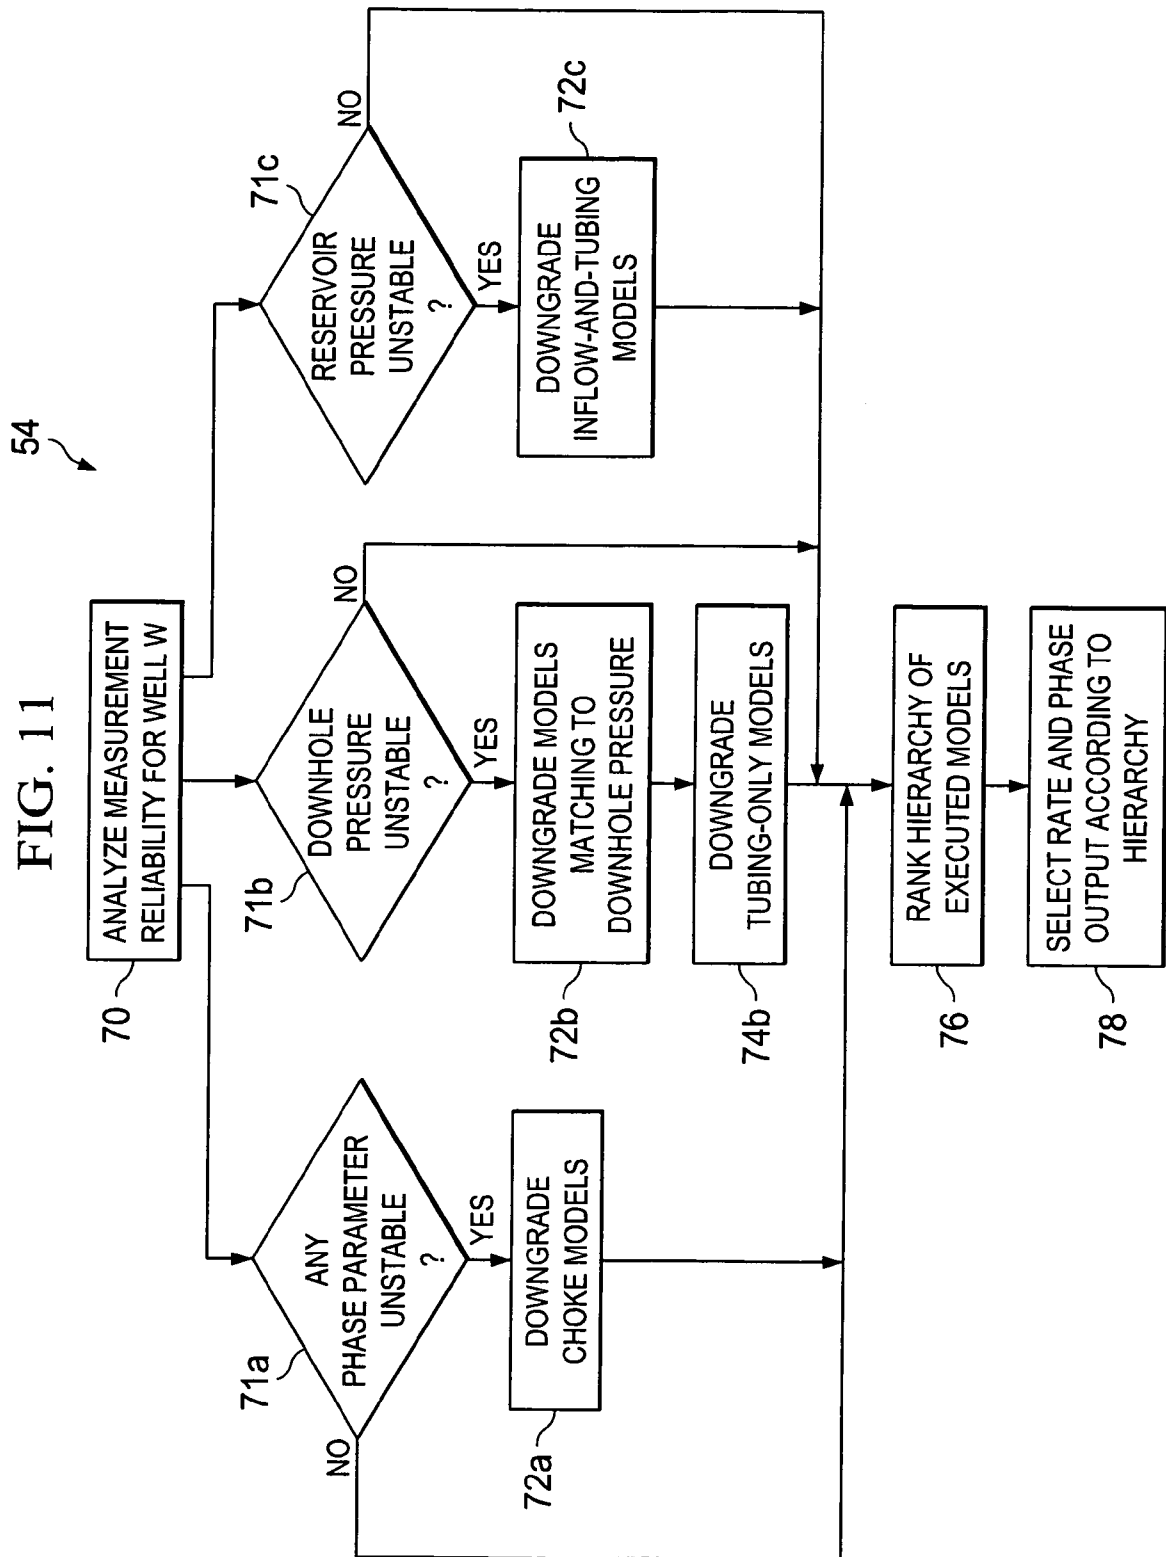 FIG. 11
54
ANALYZE MEASUREMENT
RELIABILITY FOR WELL W
70
ANY
PHASE PARAMETER
UNSTABLE
?
71a
NO
YES
DOWNGRADE
CHOKE MODELS
72a
DOWNHOLE
PRESSURE
UNSTABLE
?
71b
NO
YES
DOWNGRADE MODELS
MATCHING TO
DOWNHOLE PRESSURE
72b
DOWNGRADE
TUBING-ONLY MODELS
74b
RESERVOIR
PRESSURE
UNSTABLE
?
71c
NO
YES
DOWNGRADE
INFLOW-AND-TUBING
MODELS
72c
RANK HIERARCHY OF
EXECUTED MODELS
76
SELECT RATE AND PHASE
OUTPUT ACCORDING TO
HIERARCHY
78